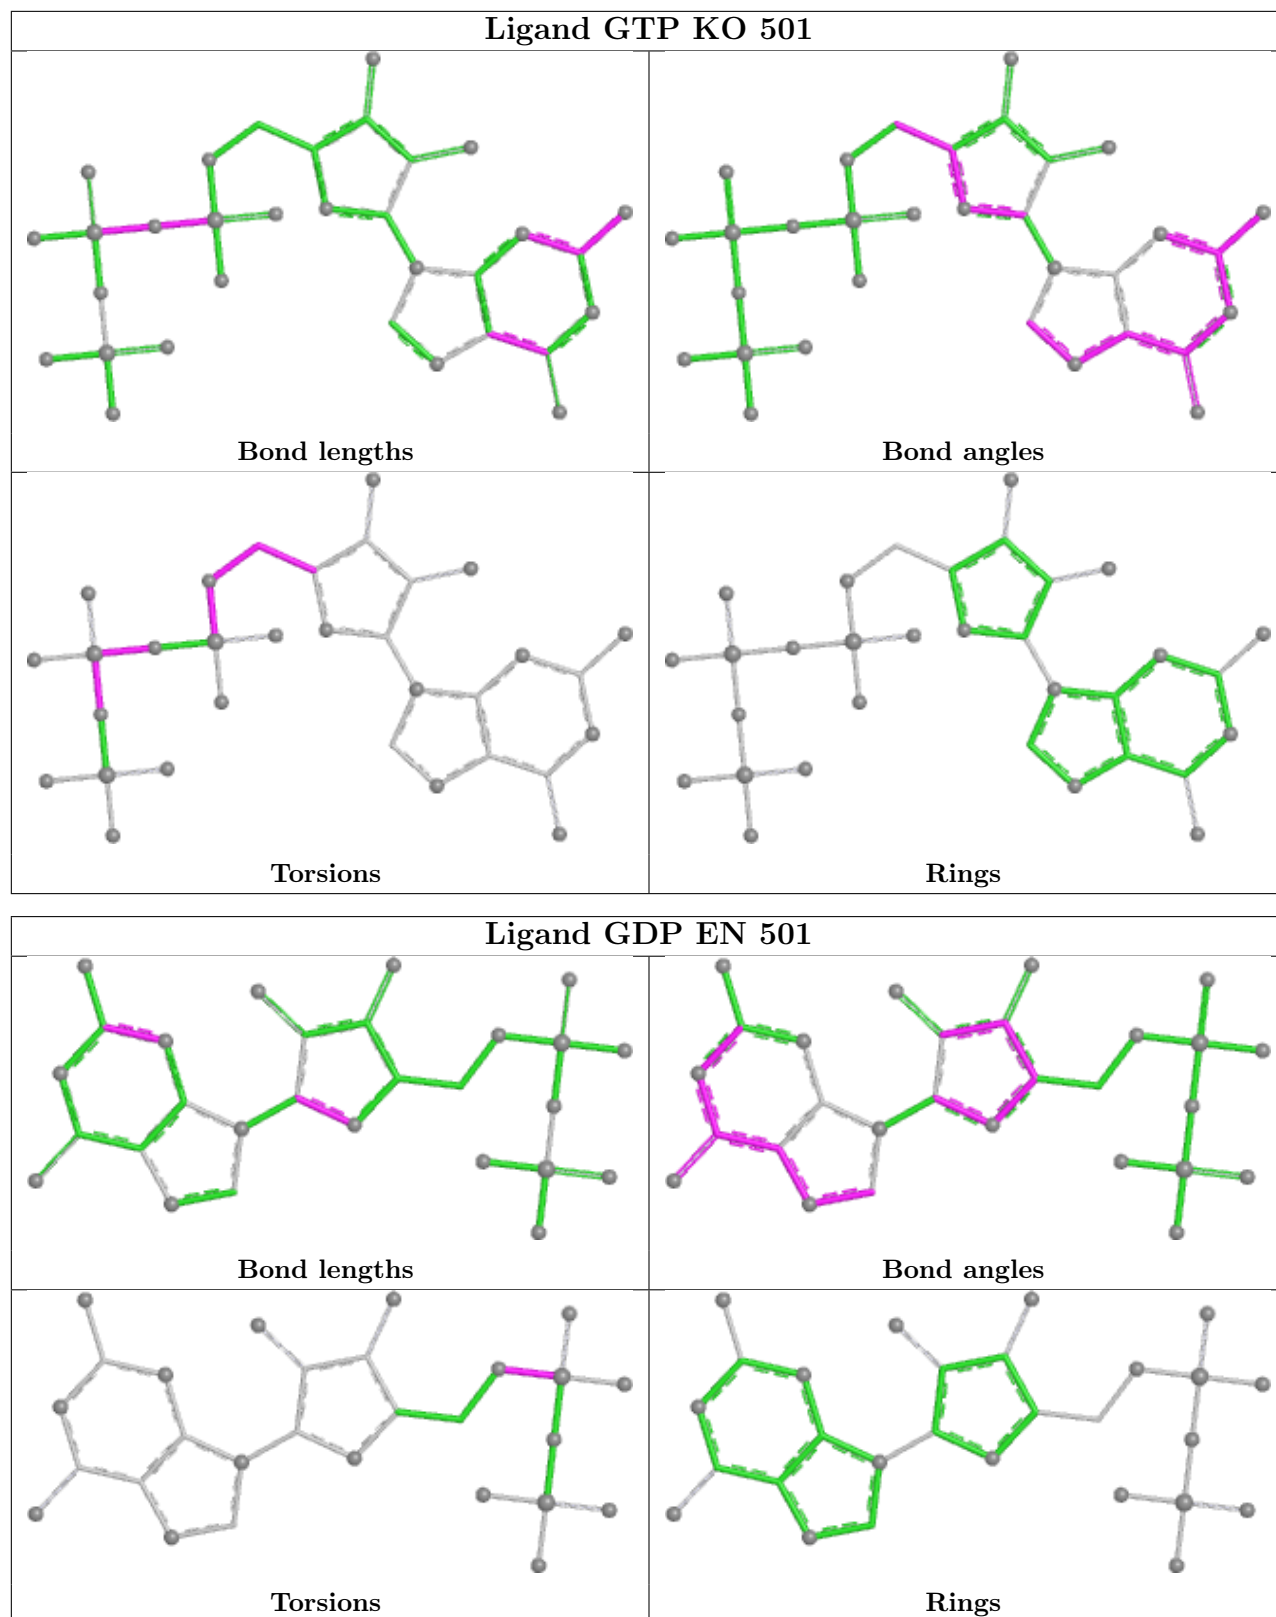 Ligand GTP KO 501
Bond lengths
Bond angles
Torsions
Rings
Ligand GDP EN 501
Bond lengths
Bond angles
Torsions
Rings